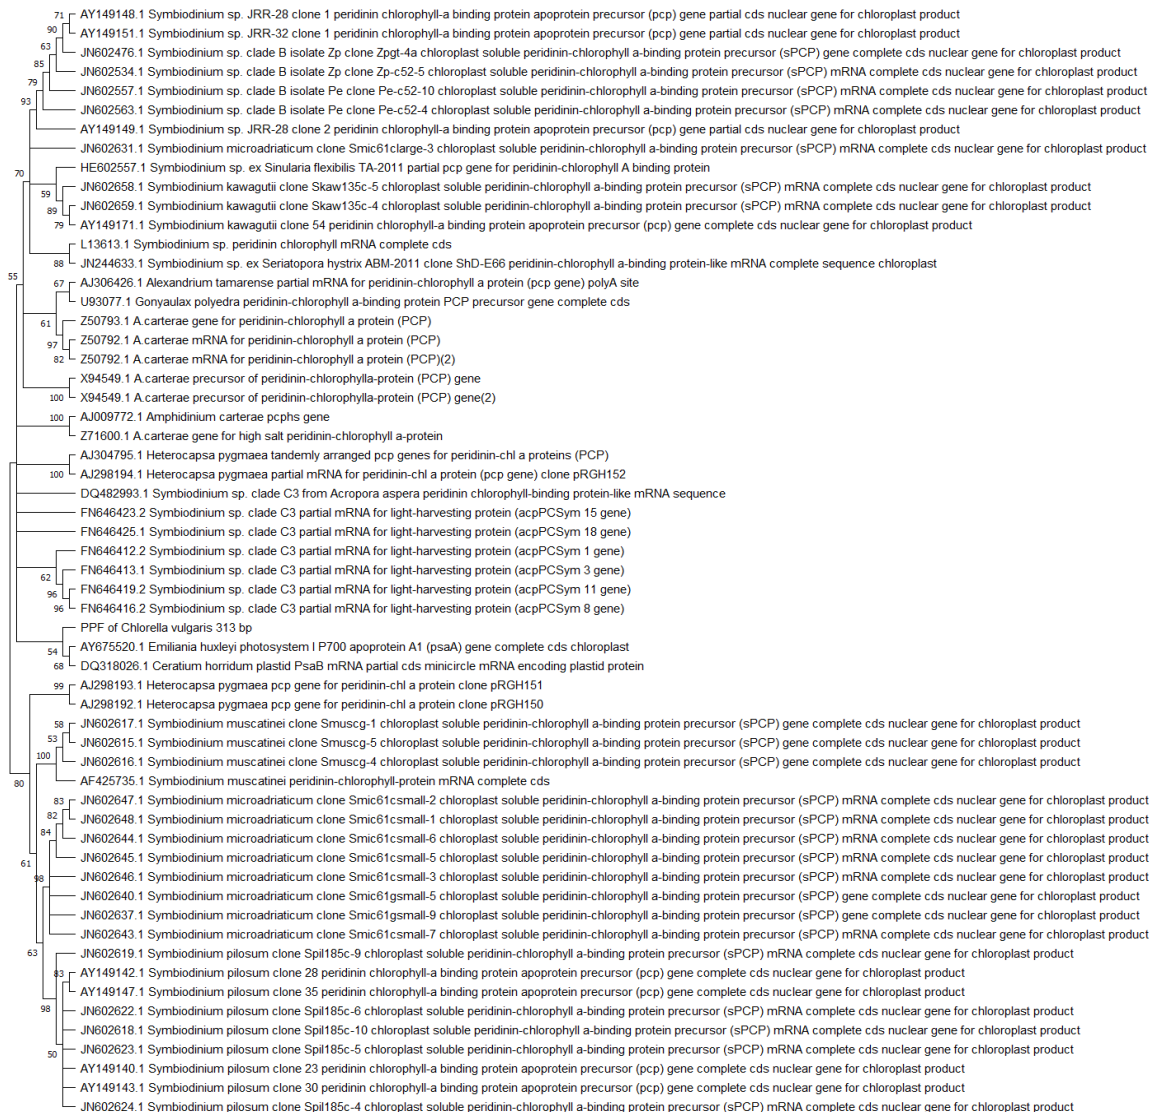 71 AY149148.1 Symbiodinium sp. JRR-28 clone 1 peridinin chlorophyll-a binding protein apoprotein precursor (pcp) gene partial cds nuclear gene for chloroplast product
90 AY149151.1 Symbiodinium sp. JRR-32 clone 1 peridinin chlorophyll-a binding protein apoprotein precursor (pcp) gene partial cds nuclear gene for chloroplast product
63 JN602476.1 Symbiodinium sp. clade B isolate Zp clone Zpgt-4a chloroplast soluble peridinin-chlorophyll a-binding protein precursor (sPCP) gene complete cds nuclear gene for chloroplast product
85 JN602534.1 Symbiodinium sp. clade B isolate Zp clone Zp-c52-5 chloroplast soluble peridinin-chlorophyll a-binding protein precursor (sPCP) mRNA complete cds nuclear gene for chloroplast product
79 JN602557.1 Symbiodinium sp. clade B isolate Pe clone Pe-c52-10 chloroplast soluble peridinin-chlorophyll a-binding protein precursor (sPCP) mRNA complete cds nuclear gene for chloroplast product
93 JN602563.1 Symbiodinium sp. clade B isolate Pe clone Pe-c52-4 chloroplast soluble peridinin-chlorophyll a-binding protein precursor (sPCP) mRNA complete cds nuclear gene for chloroplast product
AY149149.1 Symbiodinium sp. JRR-28 clone 2 peridinin chlorophyll-a binding protein apoprotein precursor (pcp) gene partial cds nuclear gene for chloroplast product
JN602631.1 Symbiodinium microadriaticum clone Smic61clarge-3 chloroplast soluble peridinin-chlorophyll a-binding protein precursor (sPCP) mRNA complete cds nuclear gene for chloroplast product
70 HE602557.1 Symbiodinium sp. ex Sinularia flexibilis TA-2011 partial pcp gene for peridinin-chlorophyll A binding protein
59 JN602658.1 Symbiodinium kawagutii clone Skaw135c-5 chloroplast soluble peridinin-chlorophyll a-binding protein precursor (sPCP) mRNA complete cds nuclear gene for chloroplast product
89 JN602659.1 Symbiodinium kawagutii clone Skaw135c-4 chloroplast soluble peridinin-chlorophyll a-binding protein precursor (sPCP) mRNA complete cds nuclear gene for chloroplast product
79 AY149171.1 Symbiodinium kawagutii clone 54 peridinin chlorophyll-a binding protein apoprotein precursor (pcp) gene complete cds nuclear gene for chloroplast product
L13613.1 Symbiodinium sp. peridinin chlorophyll mRNA complete cds
88 JN244633.1 Symbiodinium sp. ex Seriatopora hystrix ABM-2011 clone ShD-E66 peridinin-chlorophyll a-binding protein-like mRNA complete sequence chloroplast
55 67 AJ306426.1 Alexandrium tamarense partial mRNA for peridinin-chlorophyll a protein (pcp gene) polyA site
U93077.1 Gonyaulax polyedra peridinin-chlorophyll a-binding protein PCP precursor gene complete cds
61 Z50793.1 A.carterae gene for peridinin-chlorophyll a protein (PCP)
97 Z50792.1 A.carterae mRNA for peridinin-chlorophyll a protein (PCP)
82 Z50792.1 A.carterae mRNA for peridinin-chlorophyll a protein (PCP)(2)
X94549.1 A.carterae precursor of peridinin-chlorophylla-protein (PCP) gene
100 X94549.1 A.carterae precursor of peridinin-chlorophylla-protein (PCP) gene(2)
100 AJ009772.1 Amphidinium carterae pcphs gene
Z71600.1 A.carterae gene for high salt peridinin-chlorophyll a-protein
AJ304795.1 Heterocapsa pygmaea tandemly arranged pcp genes for peridinin-chl a proteins (PCP)
100 AJ298194.1 Heterocapsa pygmaea partial mRNA for peridinin-chl a protein (pcp gene) clone pRGH152
DQ482993.1 Symbiodinium sp. clade C3 from Acropora aspera peridinin chlorophyll-binding protein-like mRNA sequence
FN646423.2 Symbiodinium sp. clade C3 partial mRNA for light-harvesting protein (acpPCSym 15 gene)
FN646425.1 Symbiodinium sp. clade C3 partial mRNA for light-harvesting protein (acpPCSym 18 gene)
FN646412.2 Symbiodinium sp. clade C3 partial mRNA for light-harvesting protein (acpPCSym 1 gene)
62 FN646413.1 Symbiodinium sp. clade C3 partial mRNA for light-harvesting protein (acpPCSym 3 gene)
96 FN646419.2 Symbiodinium sp. clade C3 partial mRNA for light-harvesting protein (acpPCSym 11 gene)
96 FN646416.2 Symbiodinium sp. clade C3 partial mRNA for light-harvesting protein (acpPCSym 8 gene)
PPF of Chlorella vulgaris 313 bp
54 AY675520.1 Emiliania huxleyi photosystem I P700 apoprotein A1 (psaA) gene complete cds chloroplast
68 DQ318026.1 Ceratium horridum plastid PsaB mRNA partial cds minicircle mRNA encoding plastid protein
99 AJ298193.1 Heterocapsa pygmaea pcp gene for peridinin-chl a protein clone pRGH151
AJ298192.1 Heterocapsa pygmaea pcp gene for peridinin-chl a protein clone pRGH150
58 JN602617.1 Symbiodinium muscatinei clone Smuscg-1 chloroplast soluble peridinin-chlorophyll a-binding protein precursor (sPCP) gene complete cds nuclear gene for chloroplast product
53 JN602615.1 Symbiodinium muscatinei clone Smuscg-5 chloroplast soluble peridinin-chlorophyll a-binding protein precursor (sPCP) gene complete cds nuclear gene for chloroplast product
100 JN602616.1 Symbiodinium muscatinei clone Smuscg-4 chloroplast soluble peridinin-chlorophyll a-binding protein precursor (sPCP) gene complete cds nuclear gene for chloroplast product
80 AF425735.1 Symbiodinium muscatinei peridinin-chlorophyll-protein mRNA complete cds
83 JN602647.1 Symbiodinium microadriaticum clone Smic61csmall-2 chloroplast soluble peridinin-chlorophyll a-binding protein precursor (sPCP) mRNA complete cds nuclear gene for chloroplast product
82 JN602648.1 Symbiodinium microadriaticum clone Smic61csmall-1 chloroplast soluble peridinin-chlorophyll a-binding protein precursor (sPCP) mRNA complete cds nuclear gene for chloroplast product
84 JN602644.1 Symbiodinium microadriaticum clone Smic61csmall-6 chloroplast soluble peridinin-chlorophyll a-binding protein precursor (sPCP) mRNA complete cds nuclear gene for chloroplast product
61 JN602645.1 Symbiodinium microadriaticum clone Smic61csmall-5 chloroplast soluble peridinin-chlorophyll a-binding protein precursor (sPCP) mRNA complete cds nuclear gene for chloroplast product
98 JN602646.1 Symbiodinium microadriaticum clone Smic61csmall-3 chloroplast soluble peridinin-chlorophyll a-binding protein precursor (sPCP) mRNA complete cds nuclear gene for chloroplast product
JN602640.1 Symbiodinium microadriaticum clone Smic61gsmall-5 chloroplast soluble peridinin-chlorophyll a-binding protein precursor (sPCP) gene complete cds nuclear gene for chloroplast product
JN602637.1 Symbiodinium microadriaticum clone Smic61gsmall-9 chloroplast soluble peridinin-chlorophyll a-binding protein precursor (sPCP) gene complete cds nuclear gene for chloroplast product
JN602643.1 Symbiodinium microadriaticum clone Smic61csmall-7 chloroplast soluble peridinin-chlorophyll a-binding protein precursor (sPCP) mRNA complete cds nuclear gene for chloroplast product
63 JN602619.1 Symbiodinium pilosum clone Spil185c-9 chloroplast soluble peridinin-chlorophyll a-binding protein precursor (sPCP) mRNA complete cds nuclear gene for chloroplast product
83 AY149142.1 Symbiodinium pilosum clone 28 peridinin chlorophyll-a binding protein apoprotein precursor (pcp) gene complete cds nuclear gene for chloroplast product
AY149147.1 Symbiodinium pilosum clone 35 peridinin chlorophyll-a binding protein apoprotein precursor (pcp) gene complete cds nuclear gene for chloroplast product
98 JN602622.1 Symbiodinium pilosum clone Spil185c-6 chloroplast soluble peridinin-chlorophyll a-binding protein precursor (sPCP) mRNA complete cds nuclear gene for chloroplast product
JN602618.1 Symbiodinium pilosum clone Spil185c-10 chloroplast soluble peridinin-chlorophyll a-binding protein precursor (sPCP) mRNA complete cds nuclear gene for chloroplast product
50 JN602623.1 Symbiodinium pilosum clone Spil185c-5 chloroplast soluble peridinin-chlorophyll a-binding protein precursor (sPCP) mRNA complete cds nuclear gene for chloroplast product
AY149140.1 Symbiodinium pilosum clone 23 peridinin chlorophyll-a binding protein apoprotein precursor (pcp) gene complete cds nuclear gene for chloroplast product
AY149143.1 Symbiodinium pilosum clone 30 peridinin chlorophyll-a binding protein apoprotein precursor (pcp) gene complete cds nuclear gene for chloroplast product
JN602624.1 Symbiodinium pilosum clone Spil185c-4 chloroplast soluble peridinin-chlorophyll a-binding protein precursor (sPCP) mRNA complete cds nuclear gene for chloroplast product